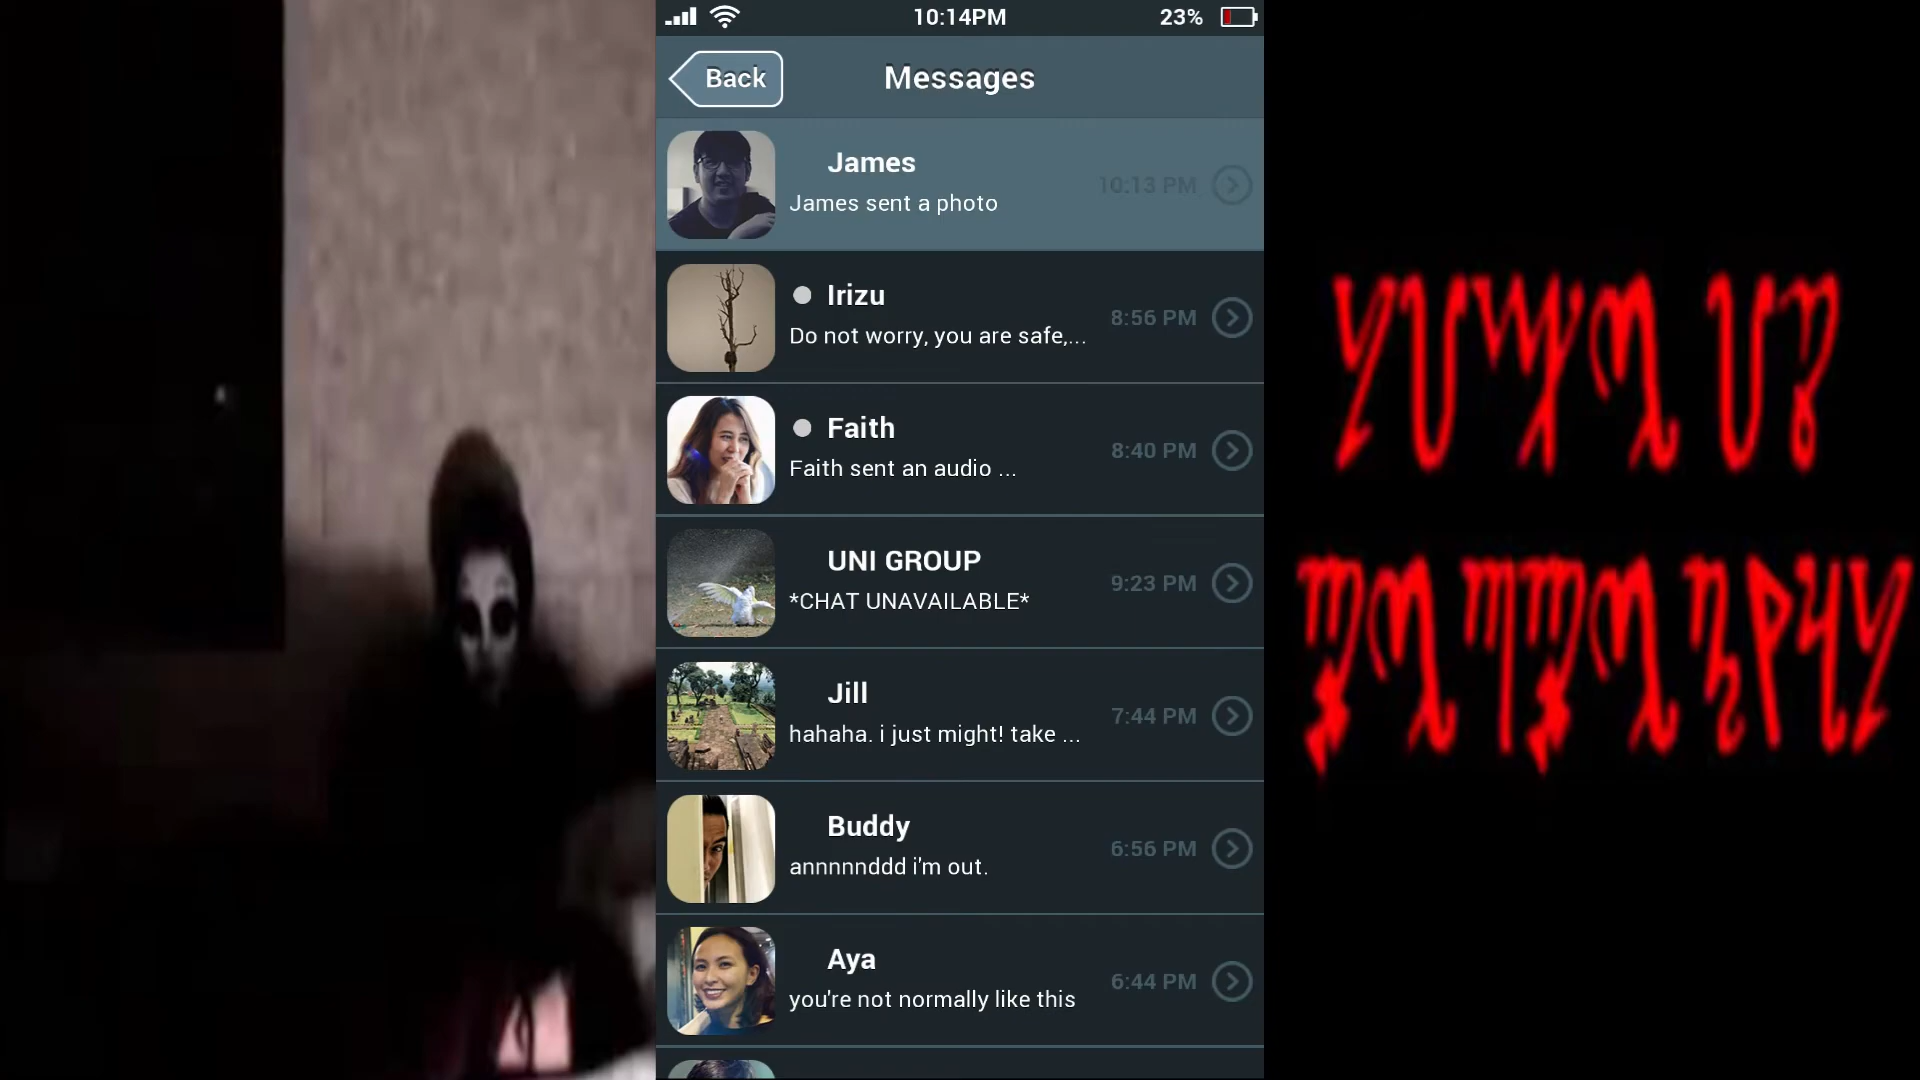 10:14PM
23%
Back
Messages
James
10:13 PM
James sent a photo
Irizu
8:56 PM
Do not worry, you are safe,...
Faith
8:40 PM
Faith sent an audio ...
UNI GROUP
9:23 PM
*CHAT UNAVAILABLE*
Jill
7:44 PM
hahaha. i just might! take ...
Buddy
6:56 PM
annnnnddd i'm out.
Aya
6:44 PM
you're not normally like this